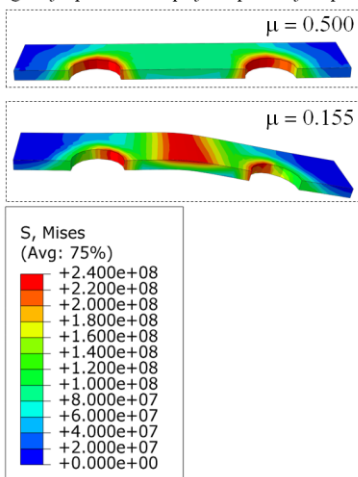 μ = 0.500
μ = 0.155
S, Mises
(Avg: 75%)
+2.400e+08
+2.200e+08
+2.000e+08
+1.800e+08
+1.600e+08
+1.400e+08
+1.200e+08
+1.000e+08
+8.000e+07
+6.000e+07
+4.000e+07
+2.000e+07
+0.000e+00